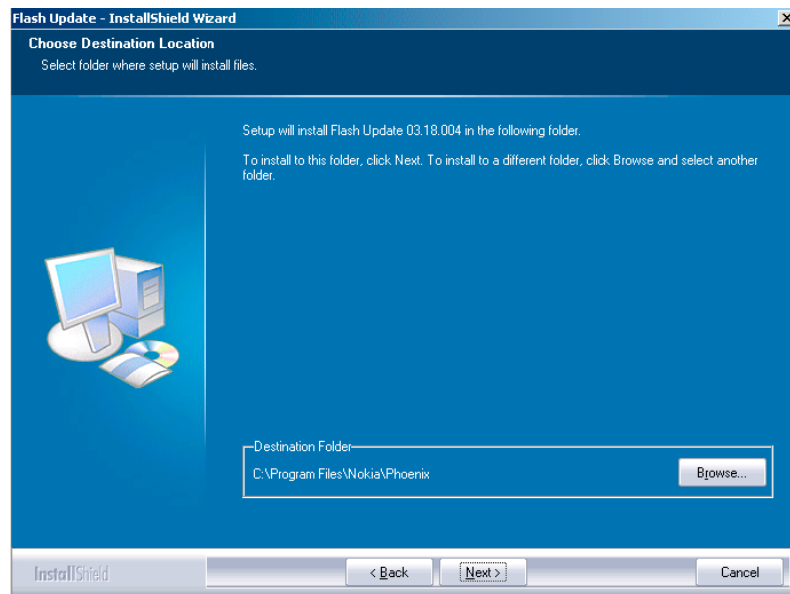 Flash Update - InstallShield Wizard
Choose Destination Location
Select folder where setup will install files.
Setup will install Flash Update 03.18.004 in the following folder.
To install to this folder, click Next. To install to a different folder, click Browse and select another
folder.
Destination Folder
C:\Program Files\Nokia\Phoenix
Browse...
InstallShield
< Back
Next >
Cancel